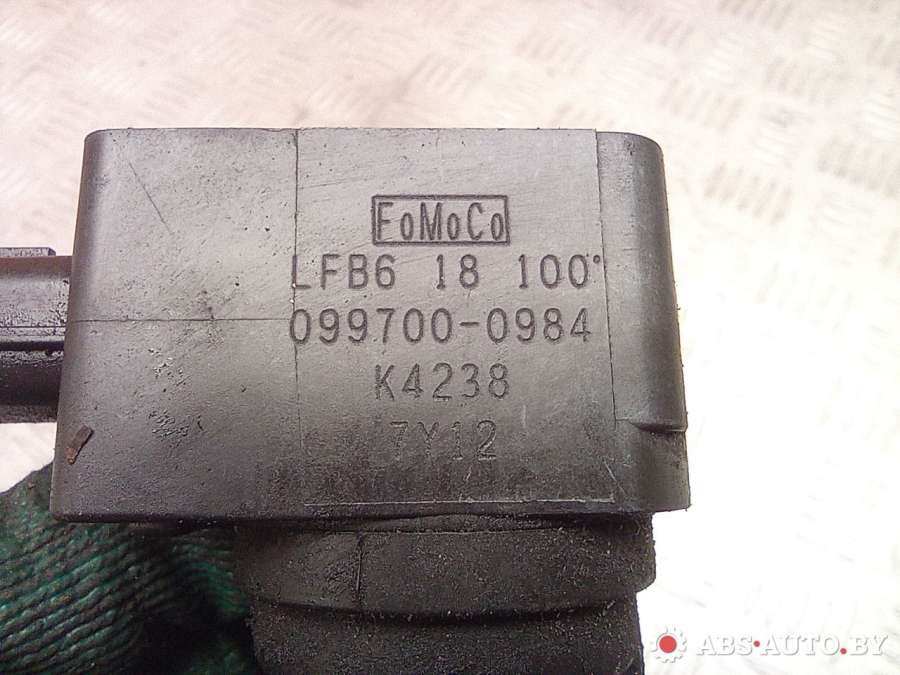 FoMoCo
LFB6 18 100°
099700-0984
K4238
7Y12
ABS-AUTO.BY